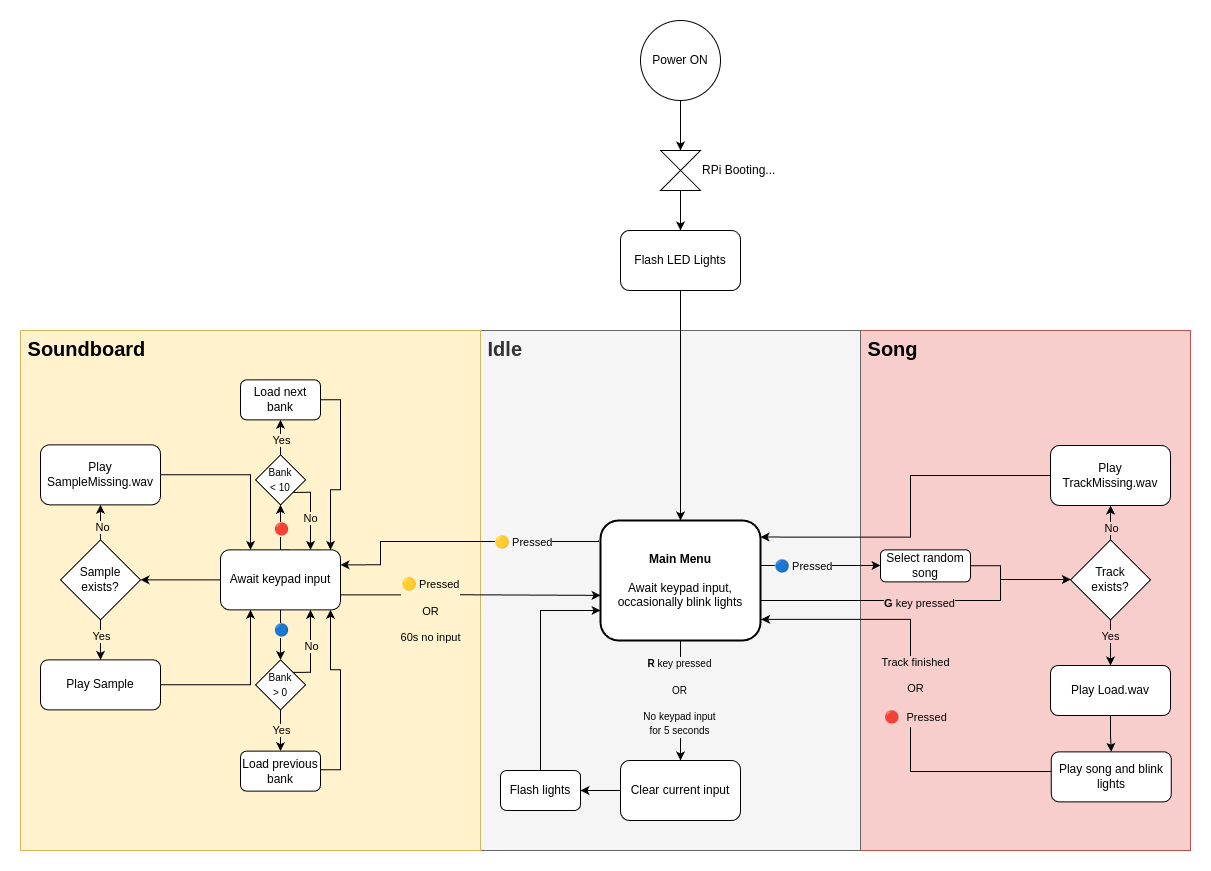 Power ON
RPi Booting...
Flash LED Lights
Soundboard
Load next
bank
Yes
Bank
< 10
No
Play
SampleMissing.wav
No
Sample
exists?
Yes
Play Sample
Await keypad input
No
Bank
> 0
Yes
Load previous
bank
Pressed
Pressed
OR
60s no input
Idle
Main Menu
Await keypad input,
occasionally blink lights
R key pressed
OR
No keypad input
for 5 seconds
Clear current input
Flash lights
Song
Pressed
Select random
song
G key pressed
Play
TrackMissing.wav
No
Track
exists?
Yes
Play Load.wav
Play song and blink
lights
Track finished
OR
Pressed